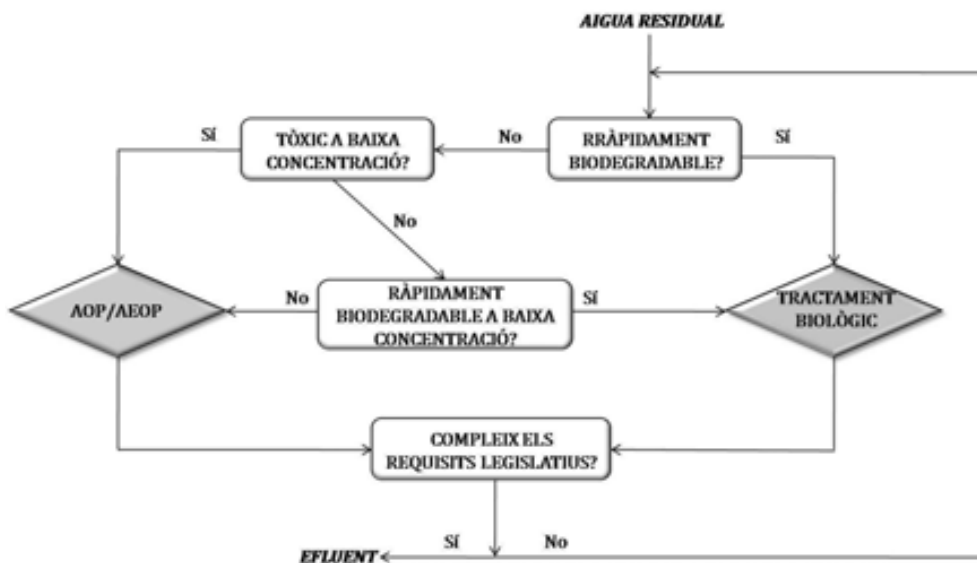 AIGUA RESIDUAL
Sí
TÒXIC A BAIXA
CONCENTRACIÓ?
No
RRÀPIDAMENT
BIODEGRADABLE?
Sí
No
AOP/AEOP
No
RÀPIDAMENT
BIODEGRADABLE A BAIXA
CONCENTRACIÓ?
Sí
TRACTAMENT
BIOLÒGIC
COMPLEIX ELS
REQUISITS LEGISLATIUS?
EFLUENT
Sí
No